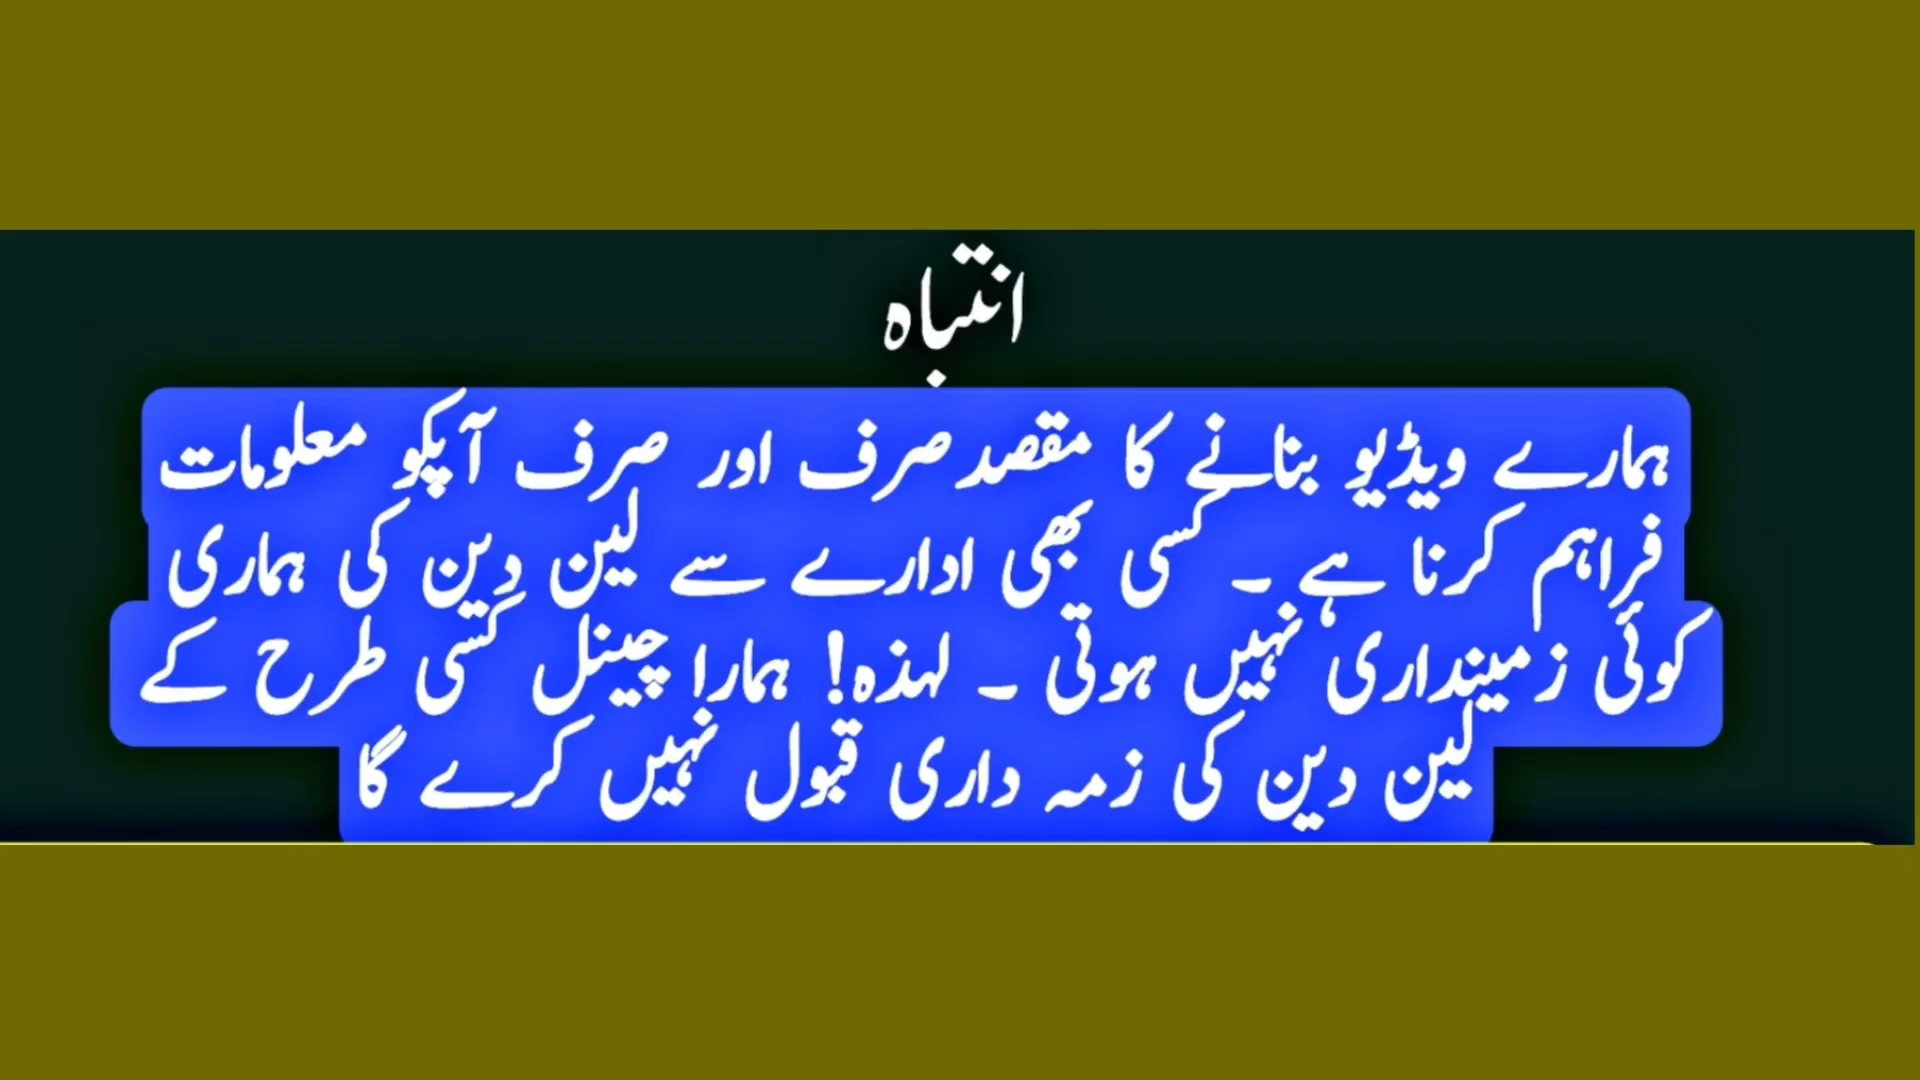 انتباہ
ہمارے ویڈیو بنانے کا مقصد صرف اور صرف آپکو معلومات
فراہم کرنا ہے ۔ کسی بھی ادارے سے لین دین کی ہماری
کوئی زمینداری نہیں ہوتی ۔ لہذہ! ہمارا چینل کسی طرح کے
لین دین کی زمہ داری قبول نہیں کرے گا